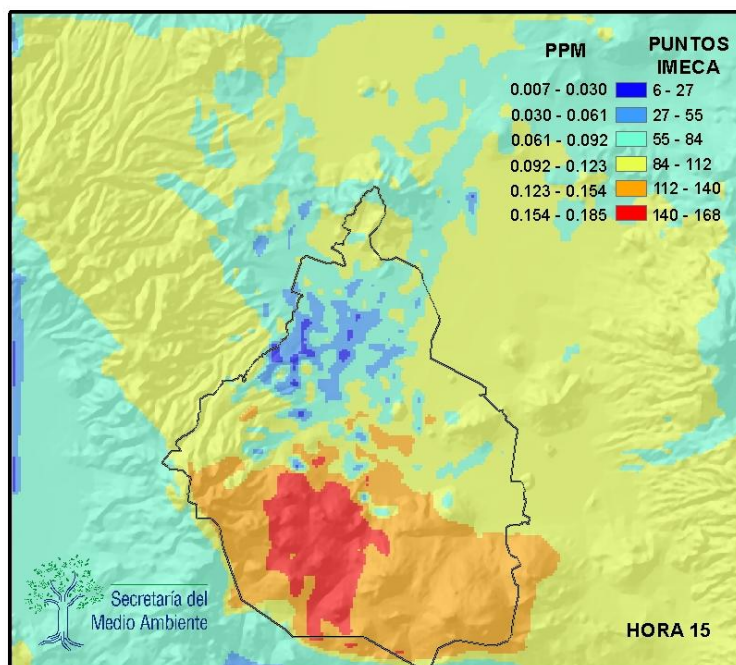 PPM PUNTOS IMECA
0.007 - 0.030 6 - 27
0.030 - 0.061 27 - 55
0.061 - 0.092 55 - 84
0.092 - 0.123 84 - 112
0.123 - 0.154 112 - 140
0.154 - 0.185 140 - 168
Secretaría del
Medio Ambiente
HORA 15